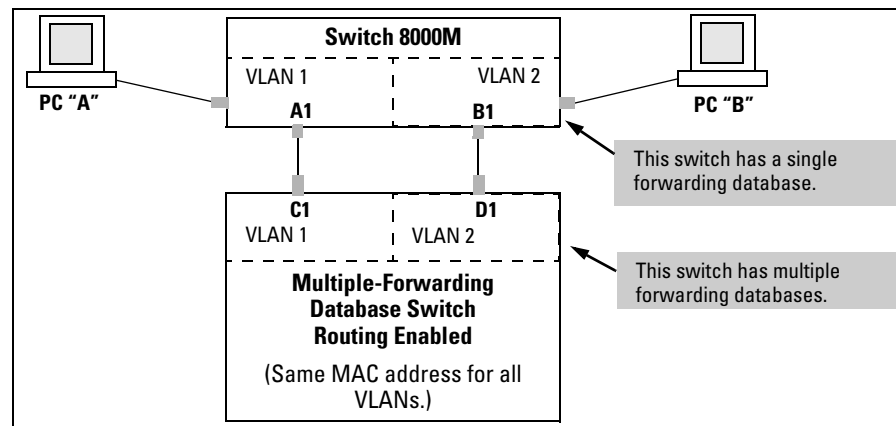 Switch 8000M
VLAN 1
VLAN 2
PC “A”
PC “B”
A1
B1
This switch has a single
forwarding database.
C1
D1
VLAN 1
VLAN 2
This switch has multiple
forwarding databases.
Multiple-Forwarding
Database Switch
Routing Enabled
(Same MAC address for all
VLANs.)